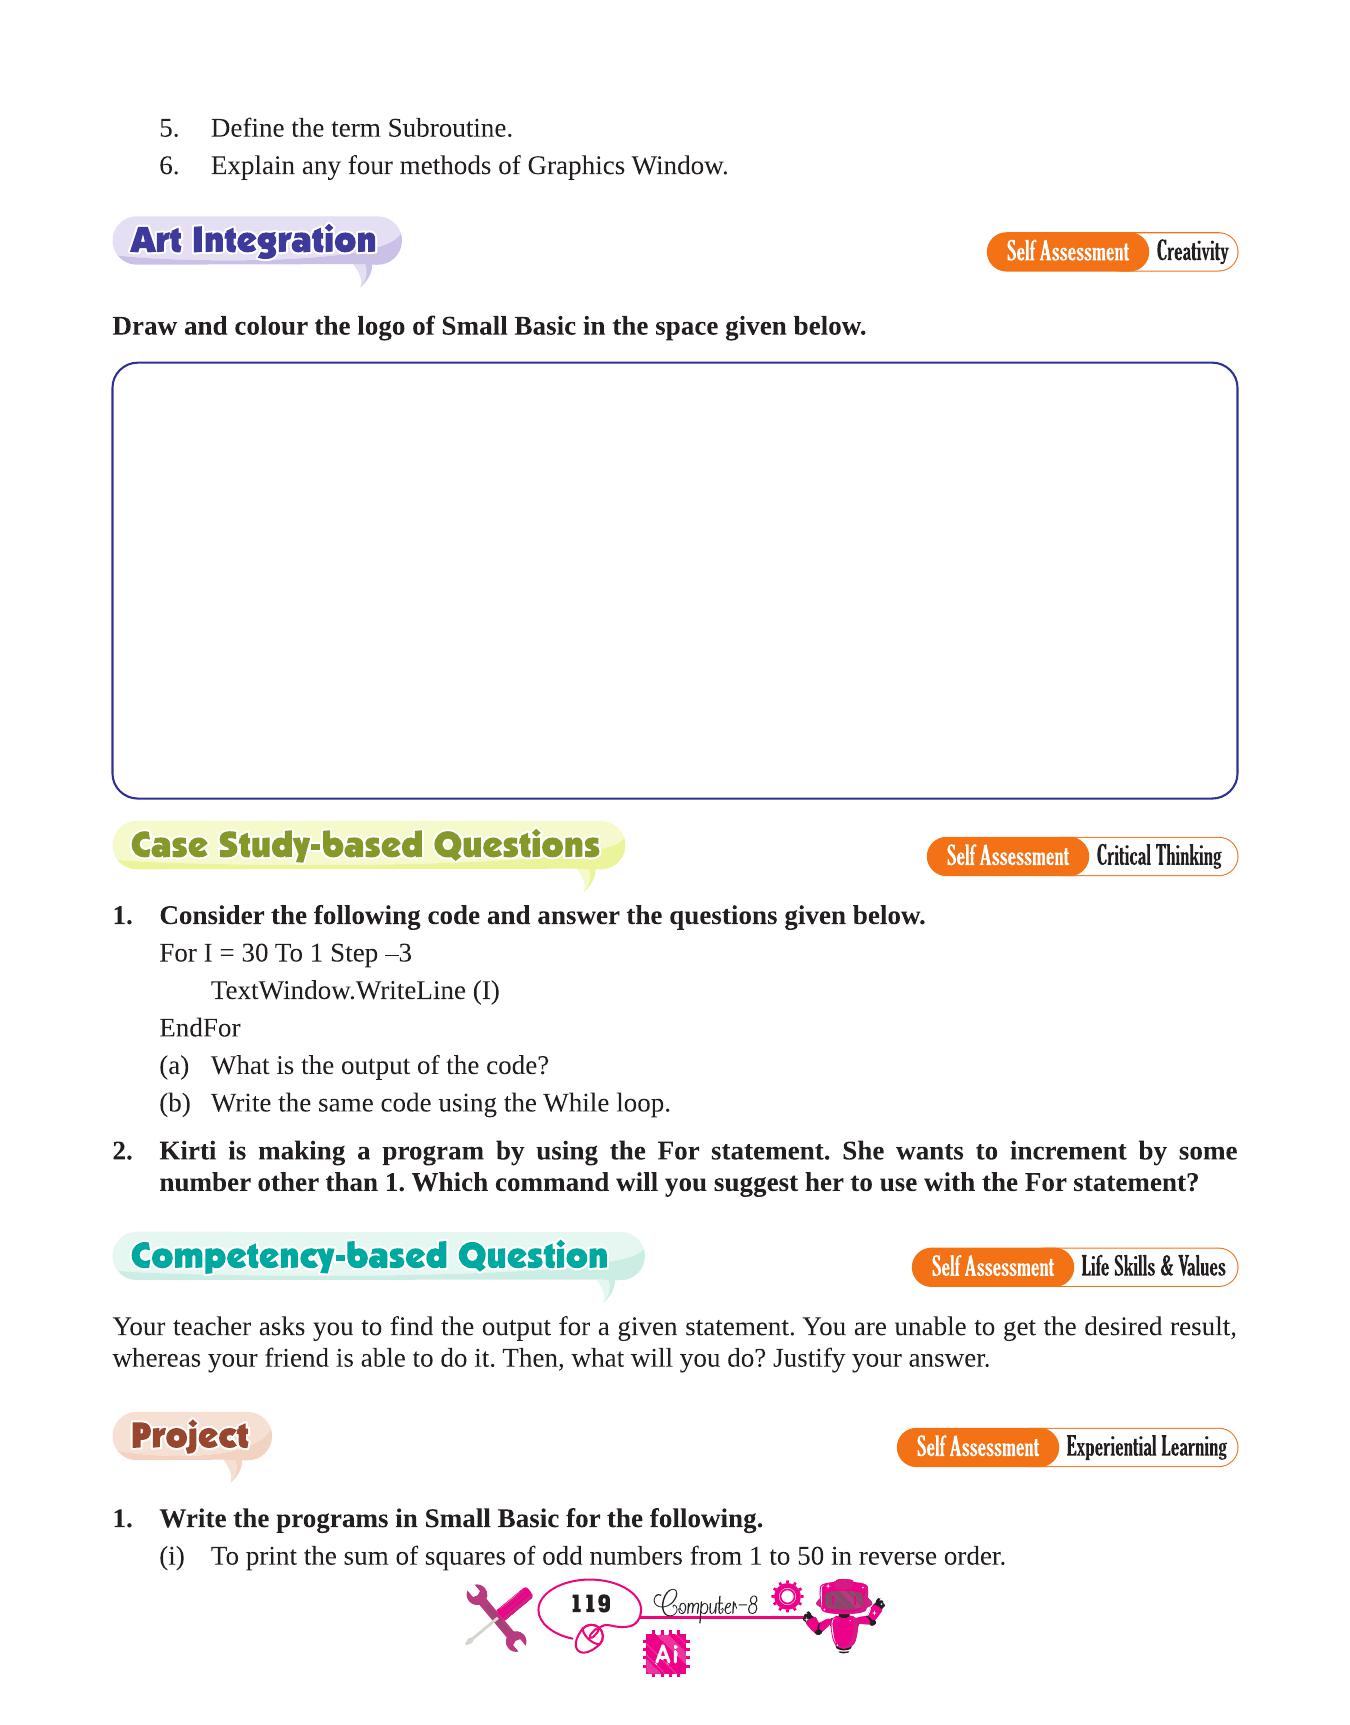 5. Define the term Subroutine.
6. Explain any four methods of Graphics Window.
Art Integration
Self Assessment Creativity
Draw and colour the logo of Small Basic in the space given below.
Case Study-based Questions
Self Assessment Critical Thinking
1. Consider the following code and answer the questions given below.
For I = 30 To 1 Step –3
TextWindow.WriteLine (I)
EndFor
(a) What is the output of the code?
(b) Write the same code using the While loop.
2. Kirti is making a program by using the For statement. She wants to increment by some
number other than 1. Which command will you suggest her to use with the For statement?
Competency-based Question
Self Assessment Life Skills & Values
Your teacher asks you to find the output for a given statement. You are unable to get the desired result,
whereas your friend is able to do it. Then, what will you do? Justify your answer.
Project
Self Assessment Experiential Learning
1. Write the programs in Small Basic for the following.
(i) To print the sum of squares of odd numbers from 1 to 50 in reverse order.
119 Computer-8
Ai